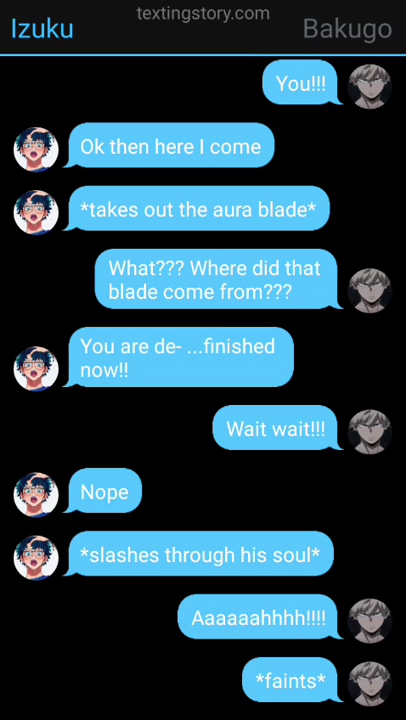 textingstory.com
Izuku
Bakugo
You!!!
Ok then here I come
*takes out the aura blade*
What??? Where did that
blade come from???
You are de- ...finished
now!!
Wait wait!!!
Nope
*slashes through his soul*
Aaaaaahhhh!!!!
*faints*